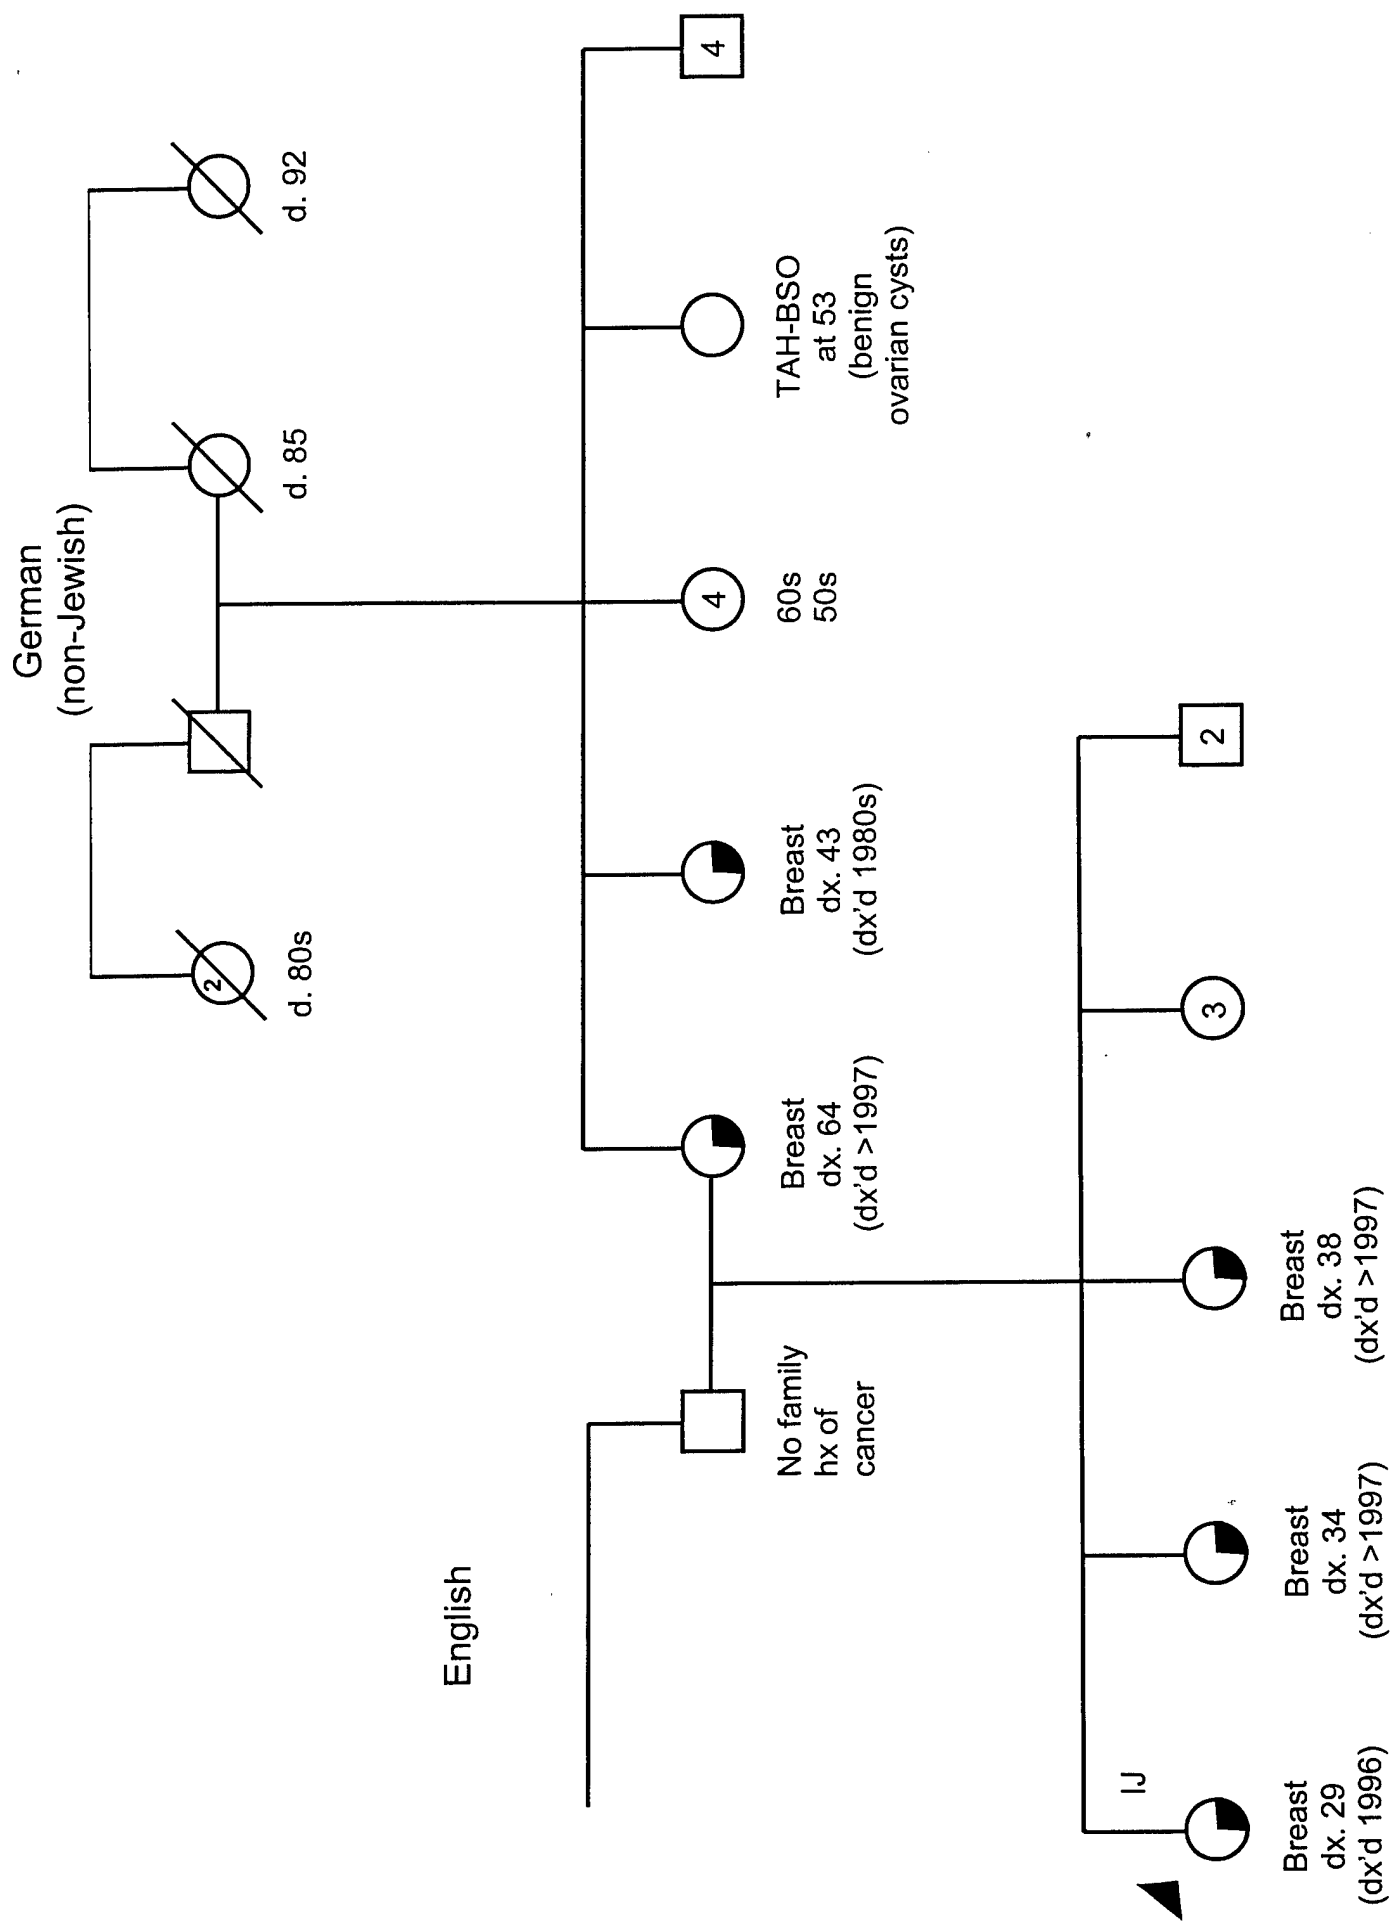 German
(non-Jewish)
2
d. 80s
d. 85
d. 92
English
No family
hx of
cancer
Breast
dx. 64
(dx'd >1997)
Breast
dx. 43
(dx'd 1980s)
4
60s
50s
TAH-BSO
at 53
(benign
ovarian cysts)
4
IJ
Breast
dx. 29
(dx'd 1996)
Breast
dx. 34
(dx'd >1997)
Breast
dx. 38
(dx'd >1997)
3
2